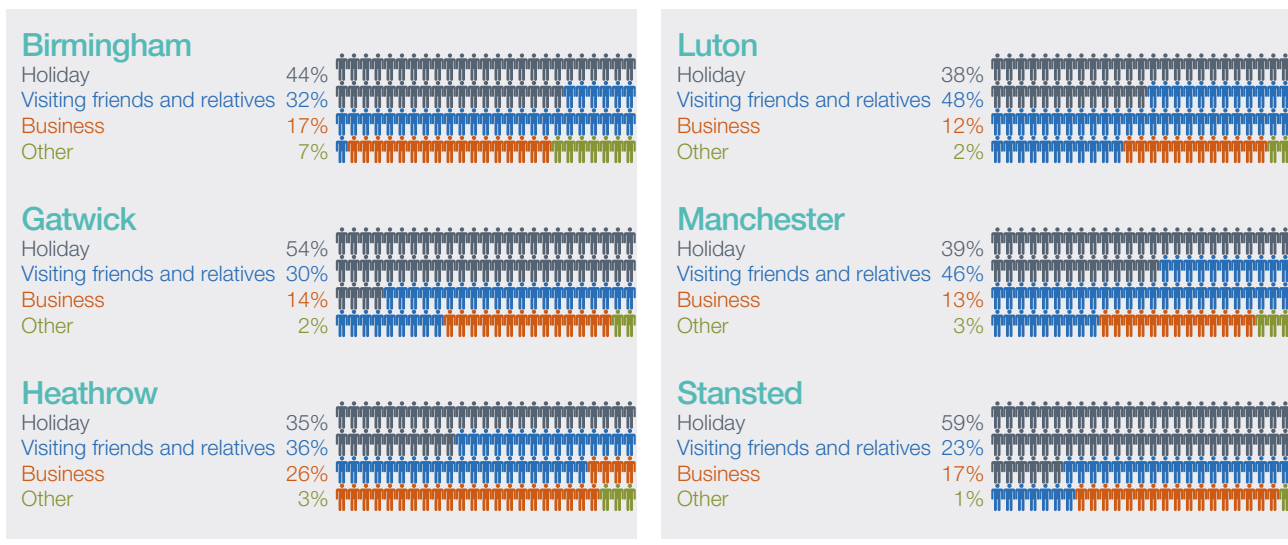 Birmingham
Holiday 44%
Visiting friends and relatives 32%
Business 17%
Other 7%
Gatwick
Holiday 54%
Visiting friends and relatives 30%
Business 14%
Other 2%
Heathrow
Holiday 35%
Visiting friends and relatives 36%
Business 26%
Other 3%
Luton
Holiday 38%
Visiting friends and relatives 48%
Business 12%
Other 2%
Manchester
Holiday 39%
Visiting friends and relatives 46%
Business 13%
Other 3%
Stansted
Holiday 59%
Visiting friends and relatives 23%
Business 17%
Other 1%